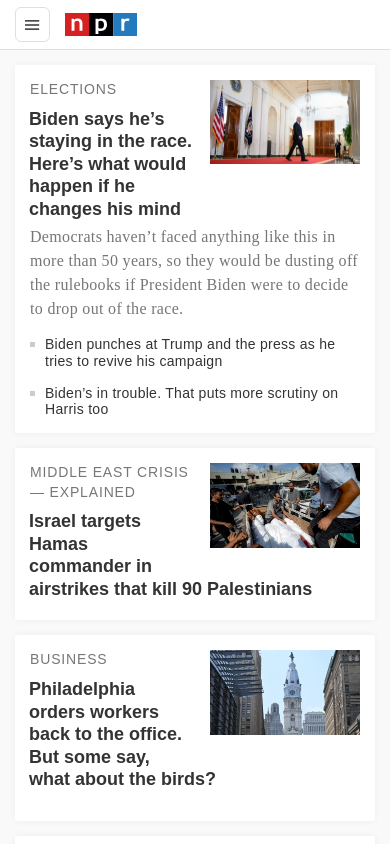 npr
ELECTIONS
Biden says he’s
staying in the race.
Here’s what would
happen if he
changes his mind
Democrats haven’t faced anything like this in
more than 50 years, so they would be dusting off
the rulebooks if President Biden were to decide
to drop out of the race.
Biden punches at Trump and the press as he
tries to revive his campaign
Biden’s in trouble. That puts more scrutiny on
Harris too
MIDDLE EAST CRISIS
— EXPLAINED
Israel targets
Hamas
commander in
airstrikes that kill 90 Palestinians
BUSINESS
Philadelphia
orders workers
back to the office.
But some say,
what about the birds?